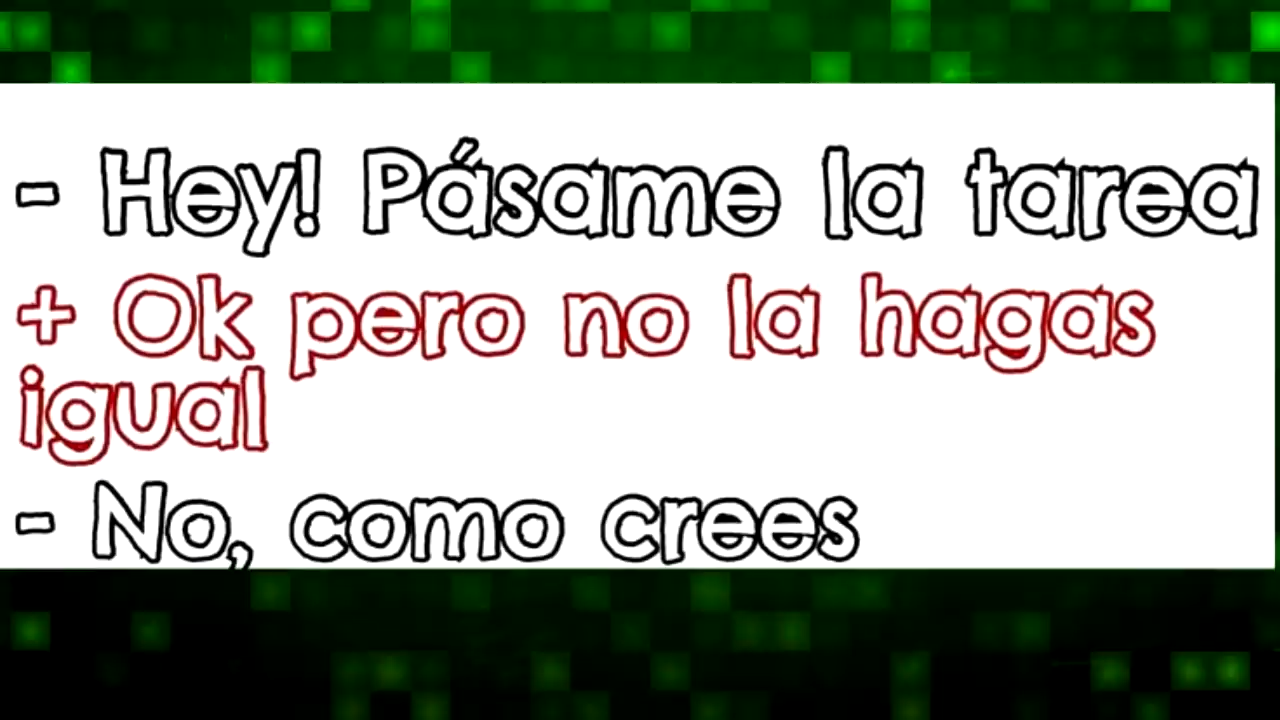 - Hey! Pásame la tarea
+ Ok pero no la hagas
igual
- No, como crees